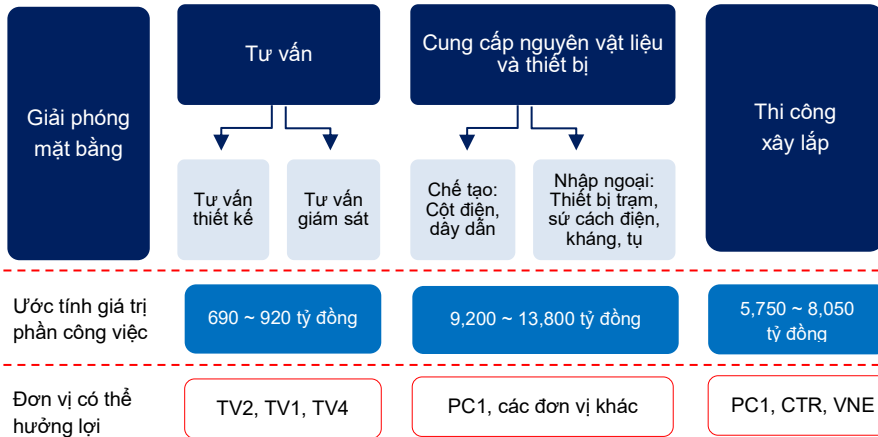 Giải phóng
mặt bằng
Tư vấn
Cung cấp nguyên vật liệu
và thiết bị
Thi công
xây lắp
Tư vấn
thiết kế
Tư vấn
giám sát
Chế tạo:
Cột điện,
dây dẫn
Nhập ngoại:
Thiết bị trạm,
sứ cách điện,
kháng, tụ
Ước tính giá trị
phần công việc
690 ~ 920 tỷ đồng
9,200 ~ 13,800 tỷ đồng
5,750 ~ 8,050
tỷ đồng
Đơn vị có thể
hưởng lợi
TV2, TV1, TV4
PC1, các đơn vị khác
PC1, CTR, VNE